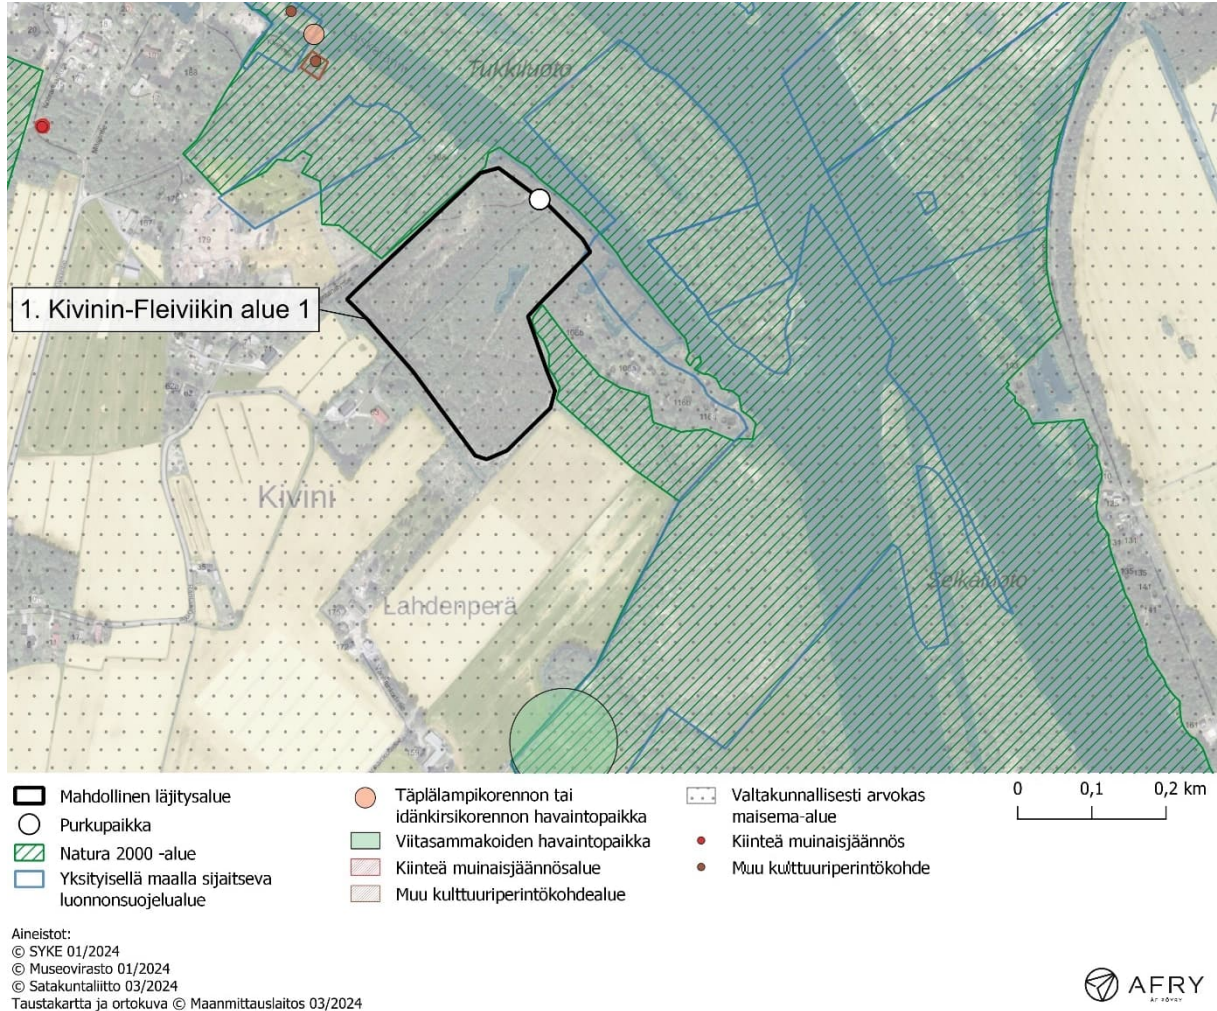 Tukkiluoto
179
1. Kivinin-Fleiviikin alue 1
Kivini
Lahdenperä
Selkäluoto
0 0,1 0,2 km
Mahdollinen läjitysalue
Purkupaikka
Natura 2000 -alue
Yksityisellä maalla sijaitseva
luonnonsuojelualue
Täplälampikorennon tai
idänkirsikorennon havaintopaikka
Viitasammakoiden havaintopaikka
Kiinteä muinaisjäännösalue
Muu kulttuuriperintökohdealue
Valtakunnallisesti arvokas
maisema-alue
Kiinteä muinaisjäännös
Muu kulttuuriperintökohde
Aineistot:
© SYKE 01/2024
© Museovirasto 01/2024
© Satakuntaliitto 03/2024
Taustakartta ja ortokuva © Maanmittauslaitos 03/2024
AFRY
ÅF PÖYRY